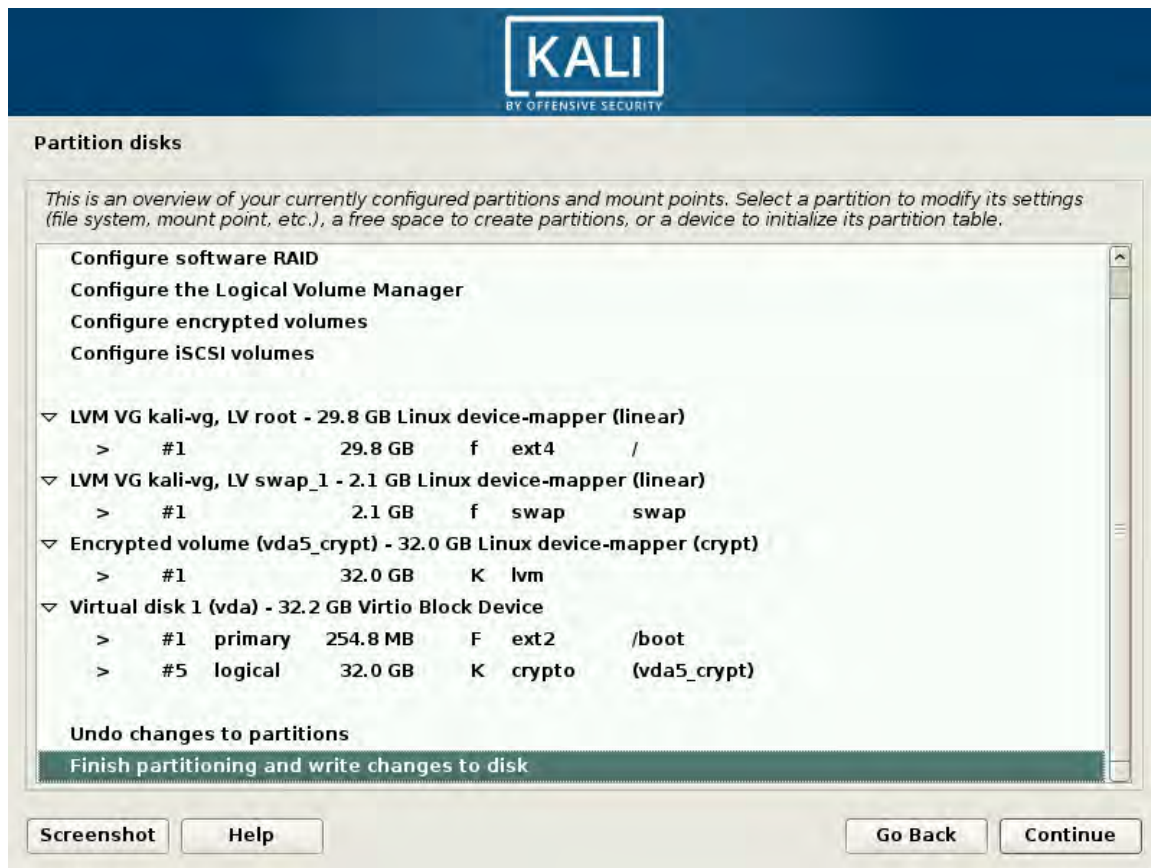 KALI
BY OFFENSIVE SECURITY
Partition disks
This is an overview of your currently configured partitions and mount points. Select a partition to modify its settings
(file system, mount point, etc.), a free space to create partitions, or a device to initialize its partition table.
Configure software RAID
Configure the Logical Volume Manager
Configure encrypted volumes
Configure iSCSI volumes
LVM VG kali-vg, LV root - 29.8 GB Linux device-mapper (linear)
> #1 29.8 GB f ext4 /
LVM VG kali-vg, LV swap_1 - 2.1 GB Linux device-mapper (linear)
> #1 2.1 GB f swap swap
Encrypted volume (vda5_crypt) - 32.0 GB Linux device-mapper (crypt)
> #1 32.0 GB K lvm
Virtual disk 1 (vda) - 32.2 GB Virtio Block Device
> #1 primary 254.8 MB F ext2 /boot
> #5 logical 32.0 GB K crypto (vda5_crypt)
Undo changes to partitions
Finish partitioning and write changes to disk
Screenshot Help Go Back Continue